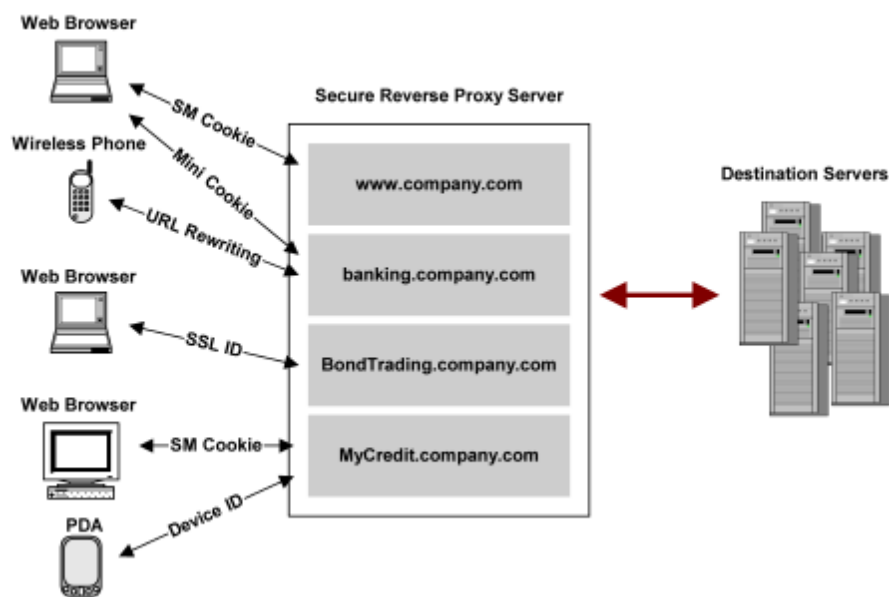 Web Browser
Secure Reverse Proxy Server
SM Cookie
Wireless Phone
Mini Cookie
www.company.com
Destination Servers
URL Rewriting
banking.company.com
Web Browser
SSL ID
BondTrading.company.com
Web Browser
SM Cookie
MyCredit.company.com
PDA
Device ID